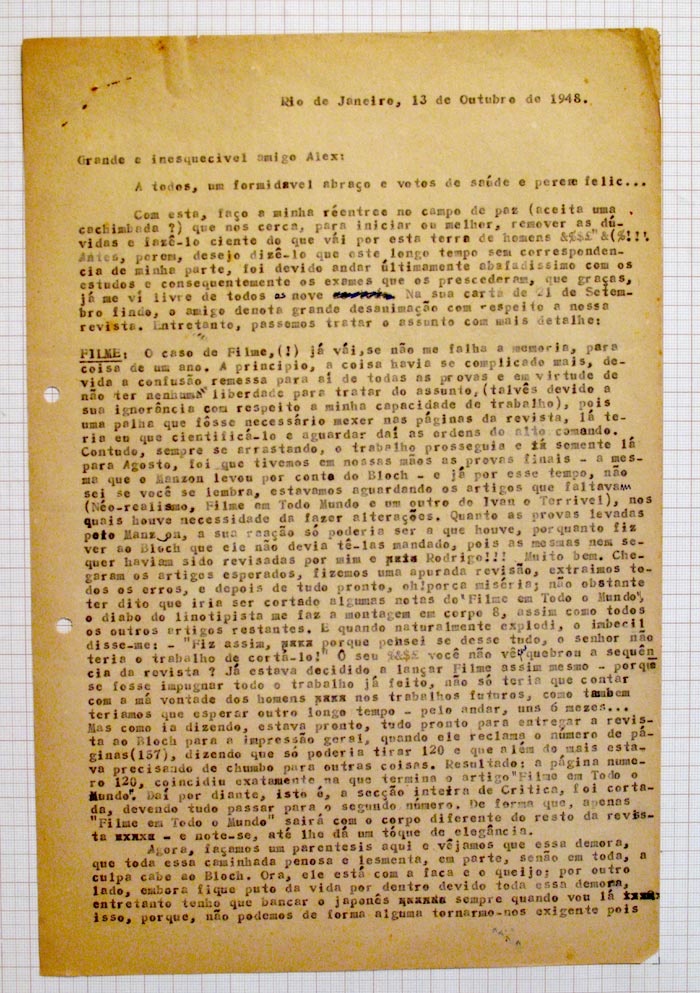 Rio de Janeiro, 13 de Outubro de 1948.
Grande e inesquecivel amigo Alex:
A todos, um formidavel abraço e votos de saúde e perene felic...
Com esta, faço a minha réentree no campo de paz (aceita uma
cachimbada ?) que nos cerca, para iniciar ou melhor, remover as dú-
vidas e fazê-lo ciente do que vái por esta terra de homens &%$£"&(%!!!
Antes, porem, desejo dizê-lo que este longo tempo sem corresponden-
cia de minha parte, foi devido andar últimamente abafadissimo com os
estudos e consequentemente os exames que os prescederam, que graças,
já me vi livre de todos as nove Na sua carta de 21 de Setem-
bro findo, o amigo denota grande desanimação com respeito a nossa
revista. Entretanto, passemos tratar o assunto com mais detalhe:
FILME: O caso de Filme,(!) já vái,se não me falha a memoria, para
coisa de um ano. A principio, a coisa havia se complicado mais, de-
vida a confusão remessa para aí de todas as provas e em virtude de
não ter nenhuma liberdade para tratar do assunto,(talvês devido a
sua ignorância com respeito a minha capacidade de trabalho), pois
uma palha que fôsse necessário mexer nas páginas da revista, lá te-
ria eu que cientificá-lo e aguardar daí as ordens do alto comando.
Contudo, sempre se arrastando, o trabalho prosseguia e já somente lá
para Agosto, foi que tivemos em nossas mãos as provas finais - a mes-
ma que o Manzon levou por conta do Bloch - e já por esse tempo, não
sei se você se lembra, estavamos aguardando os artigos que faltavam
(Néo-realismo, Filme em Todo Mundo e um outro de Ivan o Terrivel), nos
quais houve necessidade da fazer alterações. Quanto as provas levadas
pelo Manzon, a sua reação só poderia ser a que houve, porquanto fiz
ver ao Bloch que ele não devia tê-las mandado, pois as mesmas nem se-
quer haviam sido revisadas por mim e Rodrigo!!! Muito bem. Che-
garam os artigos esperados, fizemos uma apurada revisão, extraimos to-
dos os erros, e depois de tudo pronto, oh!porca miséria; não obstante
ter dito que iria ser cortado algumas notas do"Filme em Todo o Mundo",
o diabo do linotipista me faz a montagem em corpo 8, assim como todos
os outros artigos restantes. E quando naturalmente explodi, o imbecil
disse-me: - "Fiz assim, xxxx porque pensei se desse tudo, o senhor não
teria o trabalho de cortá-lo!" Ô seu %&$£ você não vê q quebrou a sequên-
cia da revista ? Já estava decidido a lançar Filme assim mesmo - porque
se fosse impugnar todo o trabalho já feito, não só teria que contar
com a má vontade dos homens xxxx nos trabalhos futuros, como tambem
teriamos que esperar outro longo tempo - pelo andar, uns 6 mezes...
Mas como ia dizendo, estava pronto, tudo pronto para entregar a revis-
ta ao Bloch para a impressão geral, quando ele reclama o número de pá-
ginas(157), dizendo que só poderia tirar 120 e que além do mais esta-
va precisando de chumbo para outras coisas. Resultado: a página nume-
ro 120, coincidiu exatamente na que termina o artigo"Filme em Todo o
Mundo". Daí por diante, isto é, a secção inteira de Critica, foi corta-
da, devendo tudo passar para o segundo número. De forma que, apenas
"Filme em Todo o Mundo" sairá com o corpo diferente do resto da revis-
ta xxxxx - e note-se, até lhe dá um tóque de elegância.
Agora, façamos um parentesis aqui e vêjamos que essa demora,
que toda essa caminhada penosa e lesmenta, em parte, senão em toda, a
culpa cabe ao Bloch. Ora, ele está com a faca e o queijo; por outro
lado, embora fique puto da vida por dentro devido toda essa demora,
entretanto tenho que bancar o japonês xxxxxx sempre quando vou lá xxxx,
isso, porque, não podemos de forma alguma tornarmo-nos exigente pois